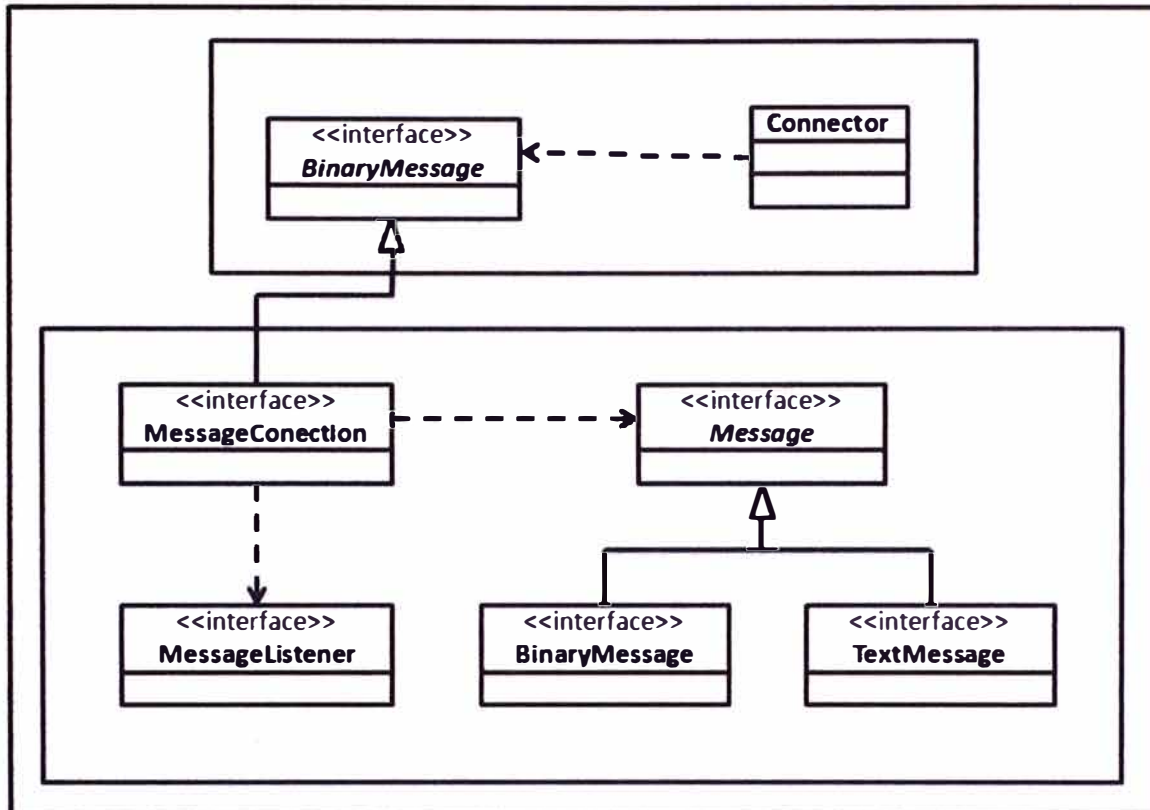 <<interface>>
BinaryMessage
Connector
<<interface>>
MessageConection
<<interface>>
Message
<<interface>>
MessageListener
<<interface>>
BinaryMessage
<<interface>>
TextMessage